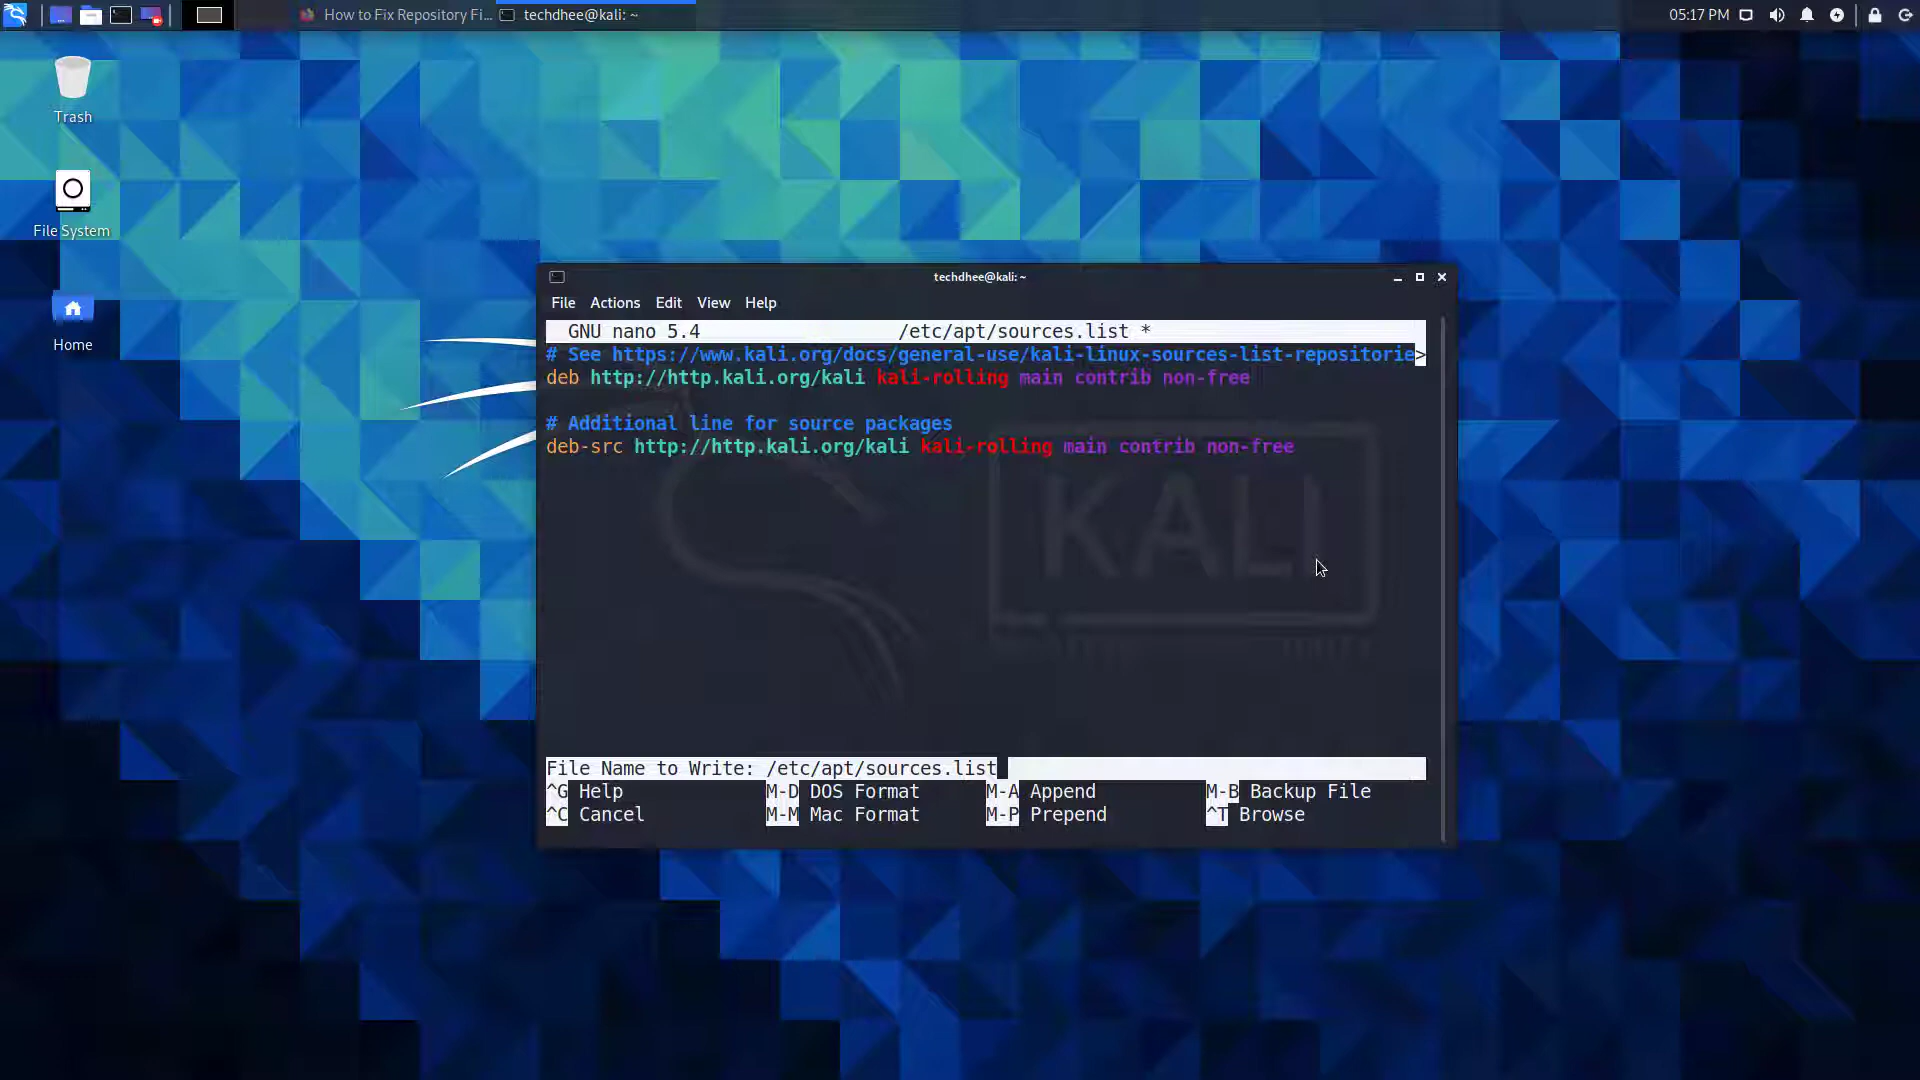 How to Fix Repository Fi...
techdhee@kali: ~
05:17 PM
Trash
File System
Home
techdhee@kali: ~
File Actions Edit View Help
GNU nano 5.4 /etc/apt/sources.list *
# See https://www.kali.org/docs/general-use/kali-linux-sources-list-repositorie>
deb http://http.kali.org/kali kali-rolling main contrib non-free
# Additional line for source packages
deb-src http://http.kali.org/kali kali-rolling main contrib non-free
KALI
File Name to Write: /etc/apt/sources.list
^G Help M-D DOS Format M-A Append M-B Backup File
^C Cancel M-M Mac Format M-P Prepend ^T Browse